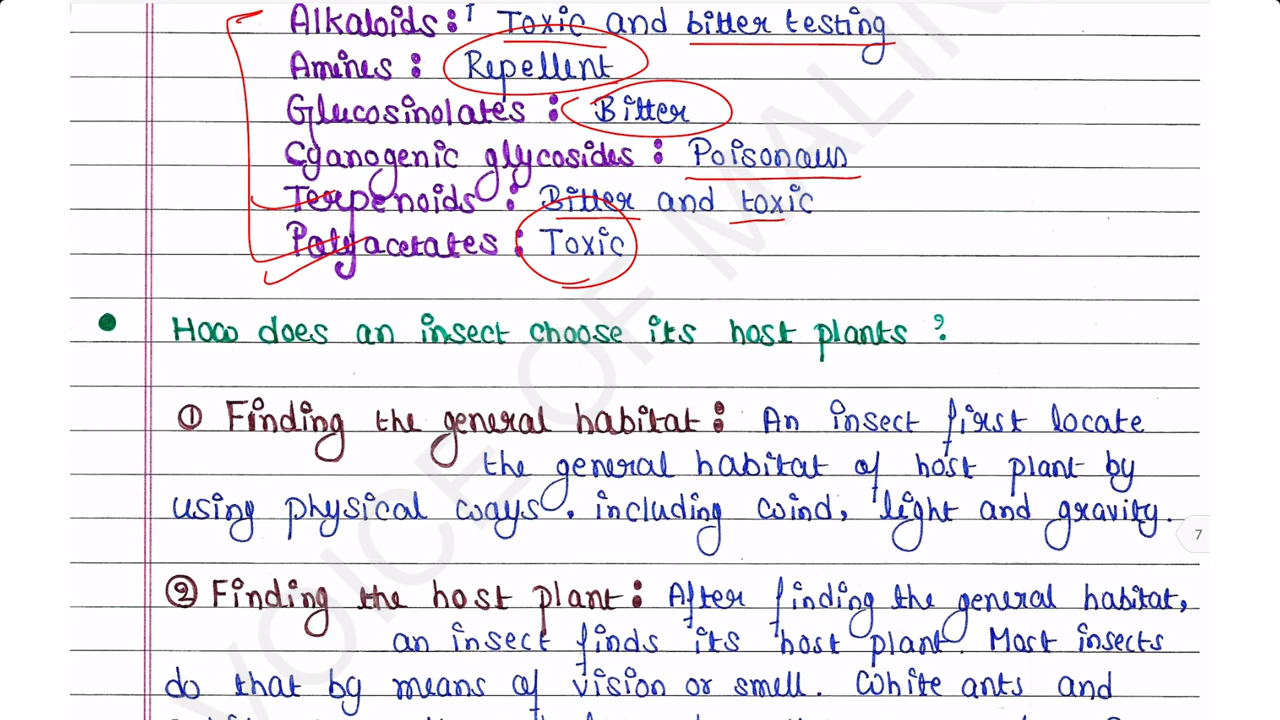 Alkaloids: Toxic and bitter testing
Amines : Repellent
Glucosinolates : Bitter
Cyanogenic glycosides : Poisonous
Terpenoids : Bitter and toxic
Polyacetates : Toxic
• How does an insect choose its host plants ?
① Finding the general habitat : An insect first locate
the general habitat of host plant by
using physical ways, including wind, light and gravity.
7
② Finding the host plant : After finding the general habitat,
an insect finds its host plant. Most insects
do that by means of vision or smell. White ants and
VOICE OF MALIN